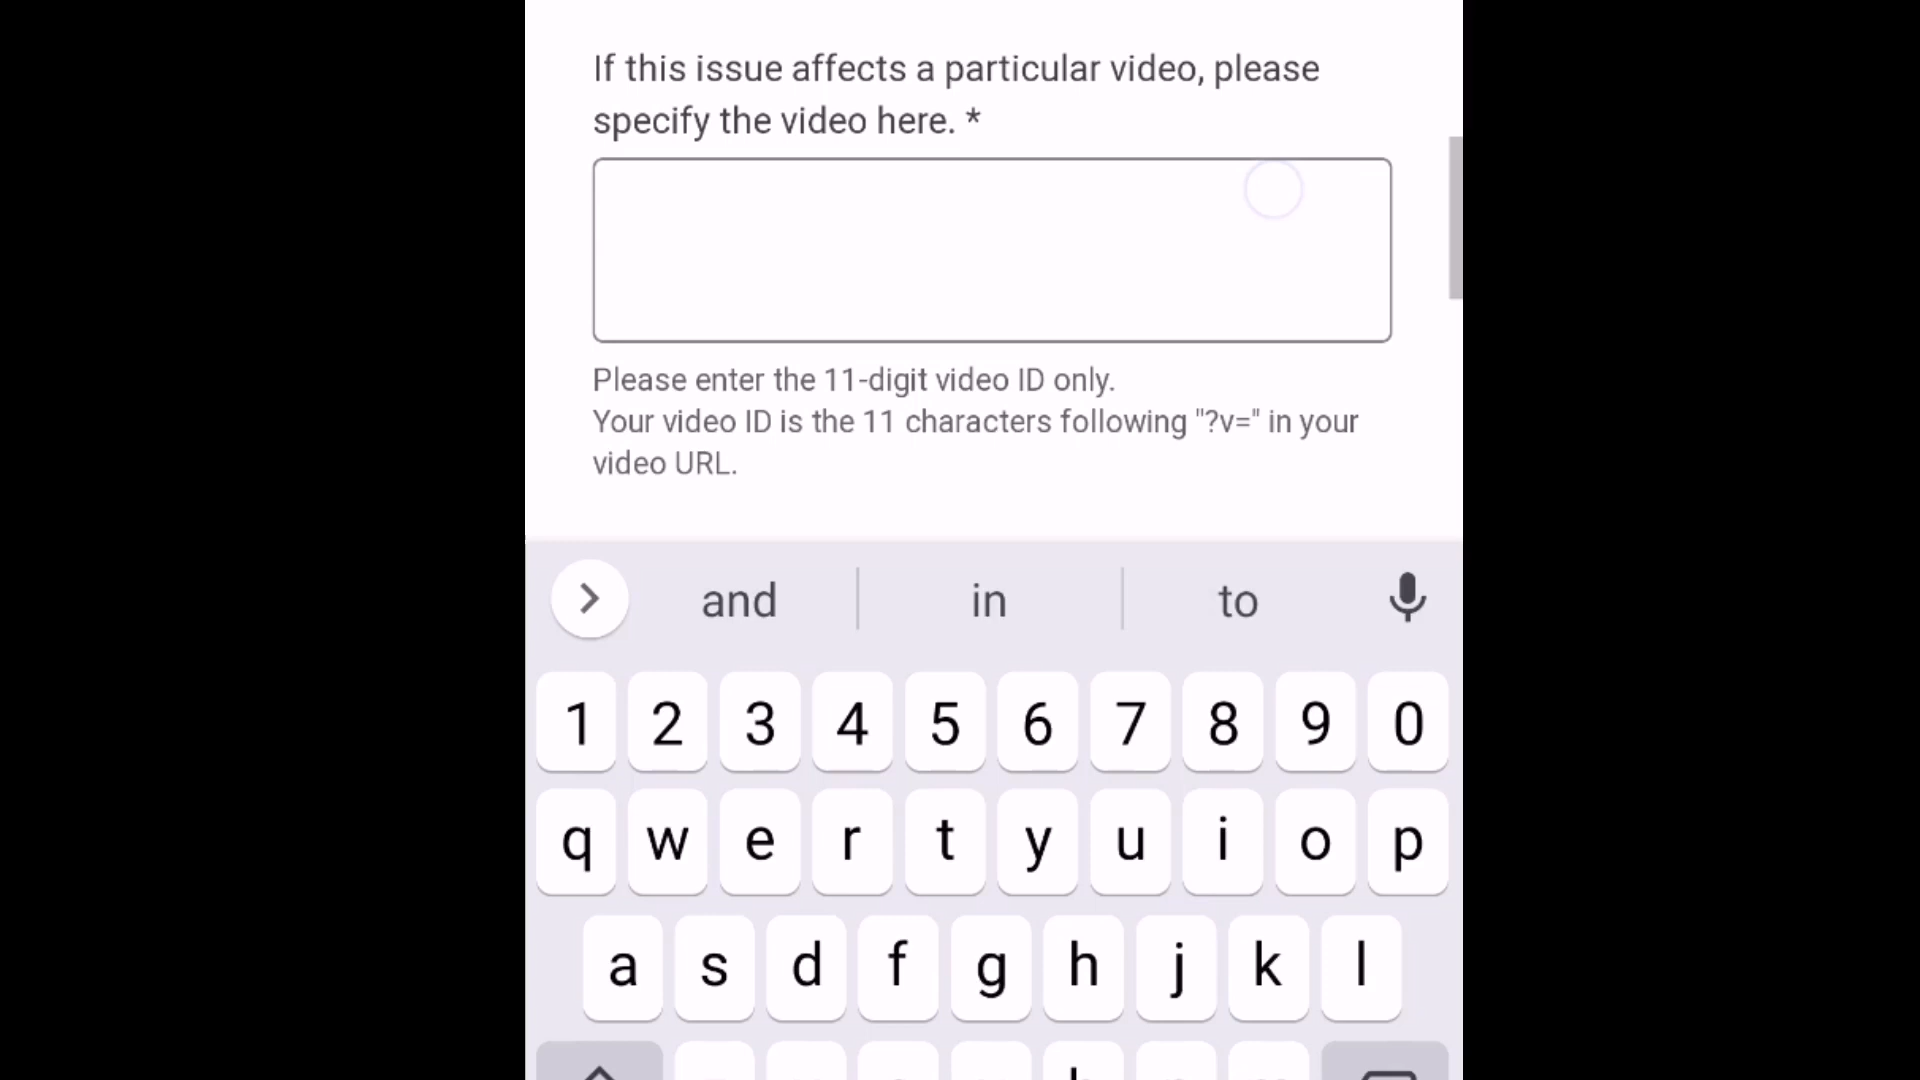 If this issue affects a particular video, please
specify the video here. *
Please enter the 11-digit video ID only.
Your video ID is the 11 characters following "?v=" in your
video URL.
and in to
1 2 3 4 5 6 7 8 9 0
q w e r t y u i o p
a s d f g h j k l